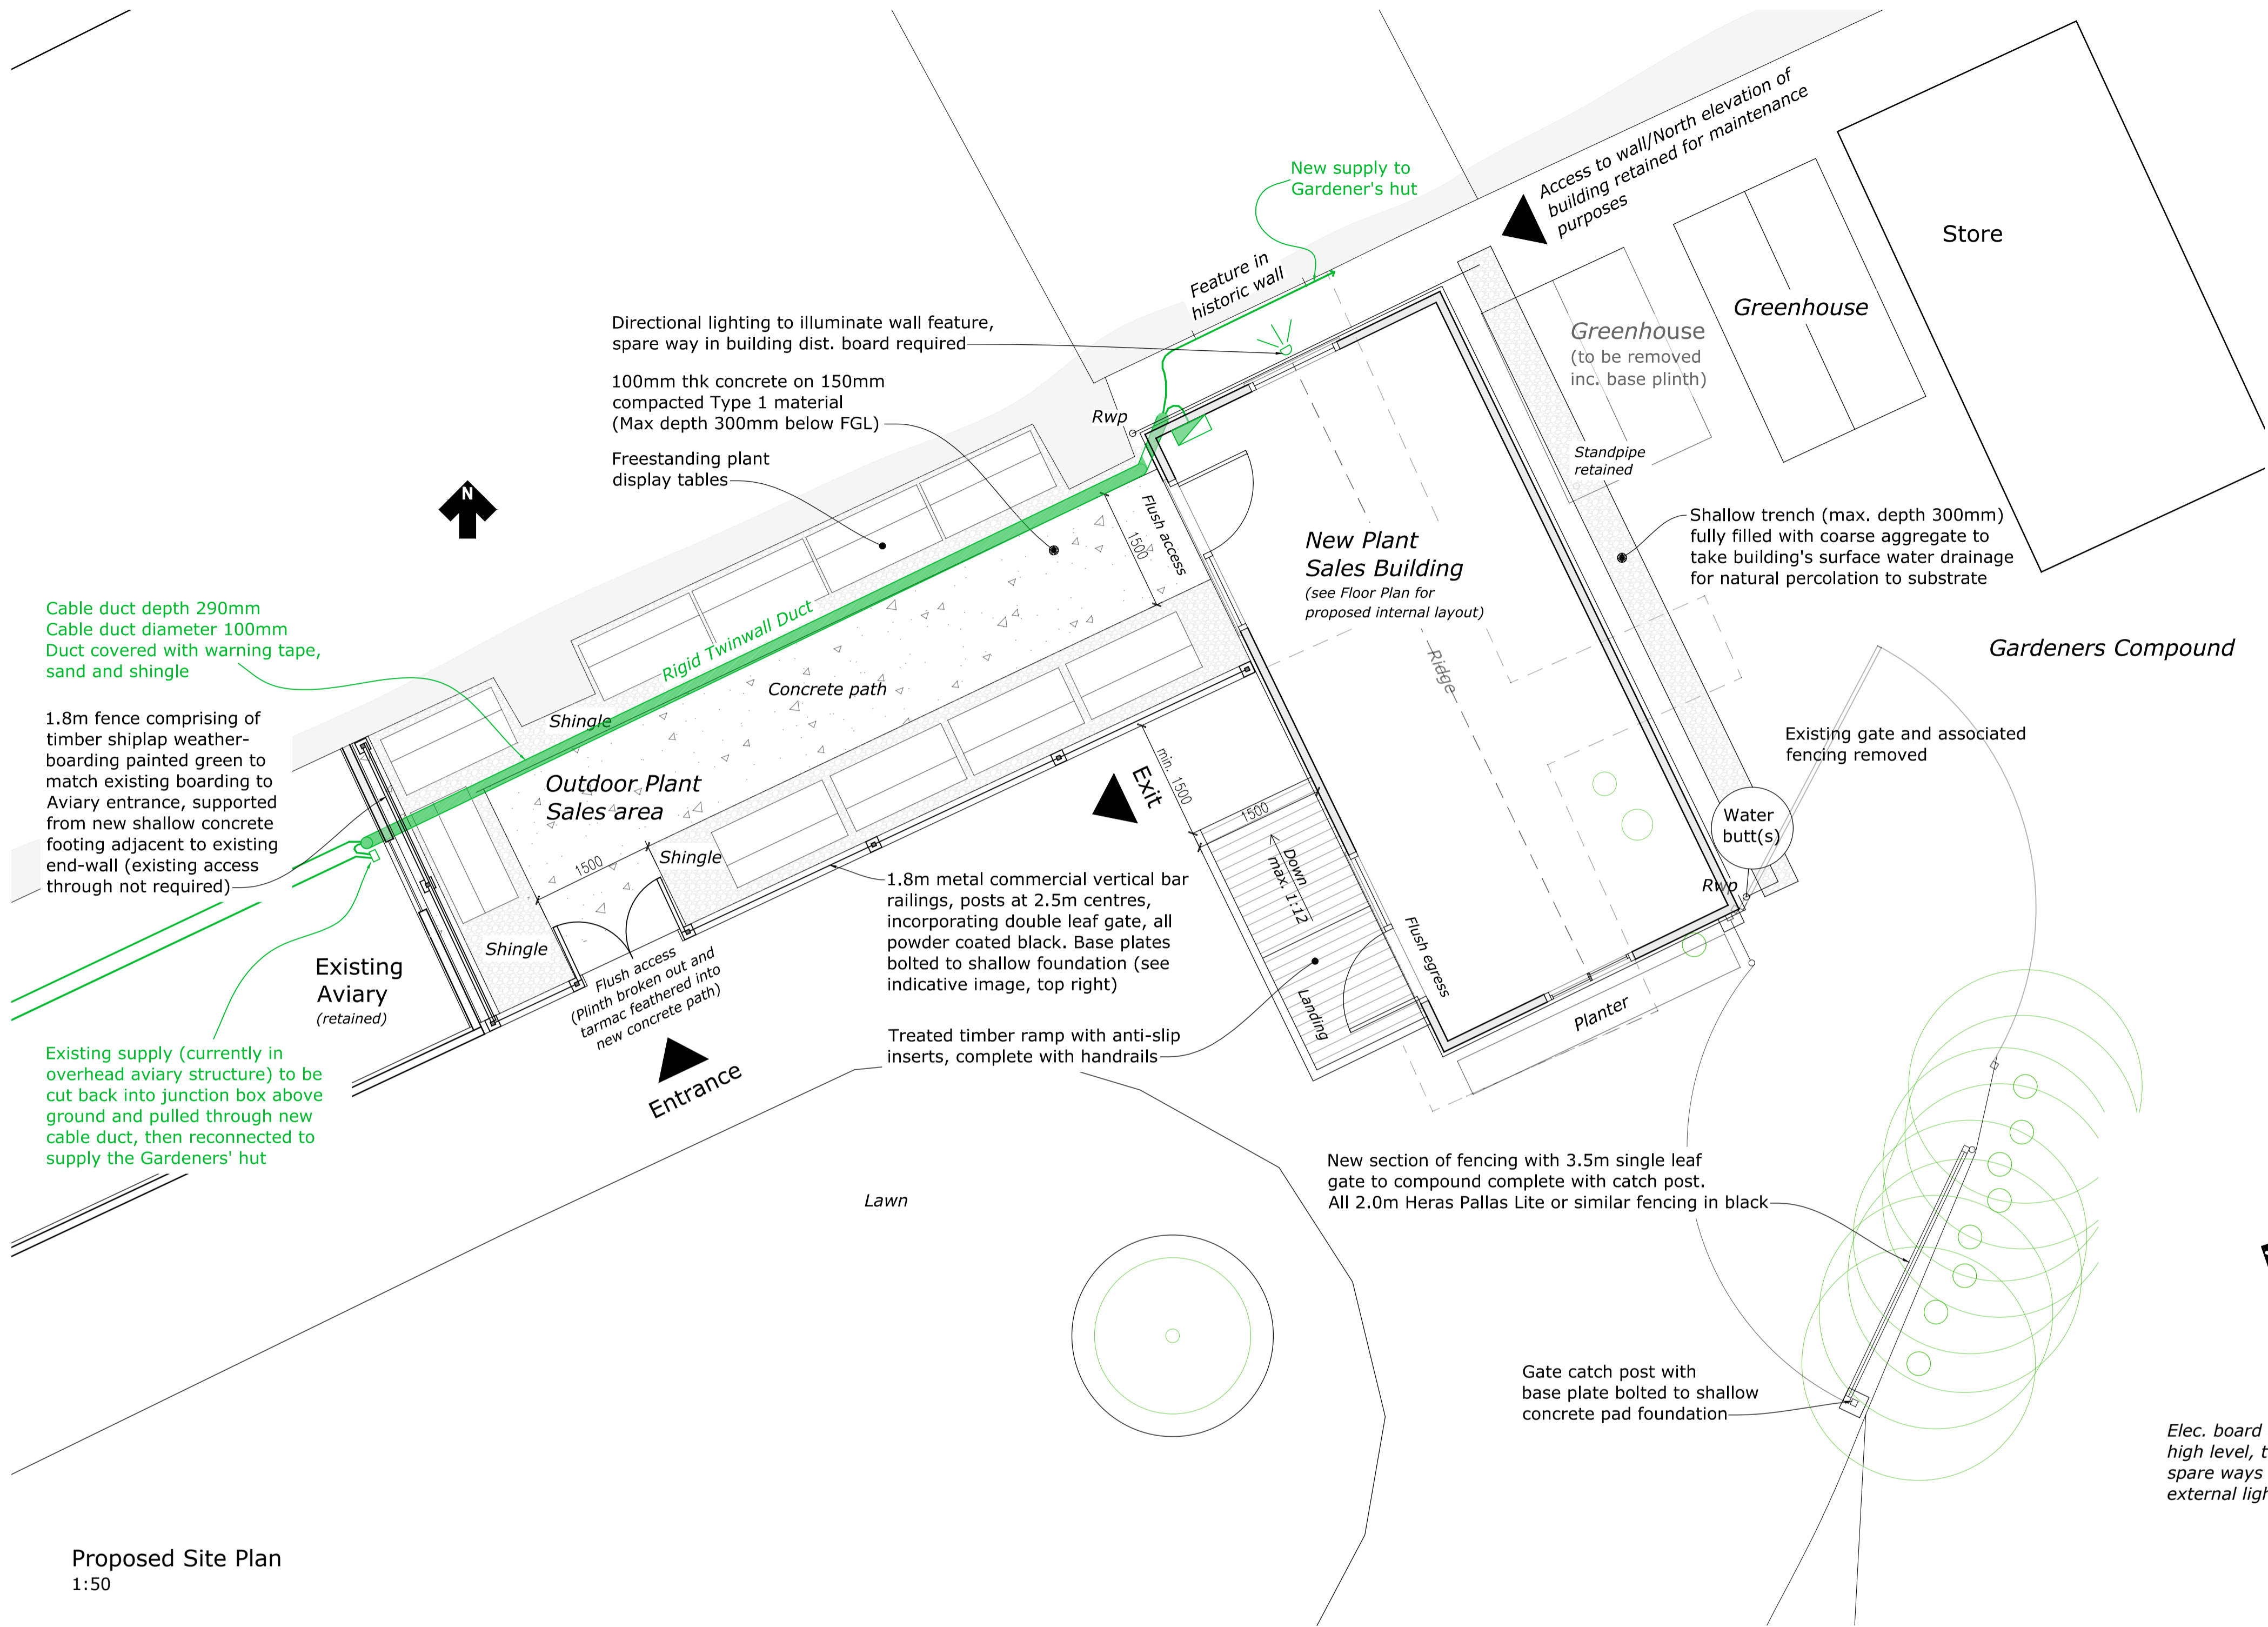 Access to wall/North elevation of
building retained for maintenance
purposes
New supply to
Gardener's hut
Store
Feature in
historic wall
Greenhouse
Greenhouse
(to be removed
inc. base plinth)
Directional lighting to illuminate wall feature,
spare way in building dist. board required
100mm thk concrete on 150mm
compacted Type 1 material
(Max depth 300mm below FGL)
Freestanding plant
display tables
Rwp
N
Standpipe
retained
Flush access
1500
New Plant
Sales Building
(see Floor Plan for
proposed internal layout)
Shallow trench (max. depth 300mm)
fully filled with coarse aggregate to
take building's surface water drainage
for natural percolation to substrate
Cable duct depth 290mm
Cable duct diameter 100mm
Duct covered with warning tape,
sand and shingle
Rigid Twinwall Duct
Ridge
Gardeners Compound
Concrete path
Shingle
1.8m fence comprising of
timber shiplap weather-
boarding painted green to
match existing boarding to
Aviary entrance, supported
from new shallow concrete
footing adjacent to existing
end-wall (existing access
through not required)
Existing gate and associated
fencing removed
Outdoor Plant
Sales area
Exit
min. 1500
1500
Down
max. 1:12
Water
butt(s)
Shingle
1500
Rwp
1.8m metal commercial vertical bar
railings, posts at 2.5m centres,
incorporating double leaf gate, all
powder coated black. Base plates
bolted to shallow foundation (see
indicative image, top right)
Shingle
Flush egress
Existing
Aviary
(retained)
Flush access
(Plinth broken out and
tarmac feathered into
new concrete path)
Landing
Planter
Treated timber ramp with anti-slip
inserts, complete with handrails
Entrance
Existing supply (currently in
overhead aviary structure) to be
cut back into junction box above
ground and pulled through new
cable duct, then reconnected to
supply the Gardeners' hut
New section of fencing with 3.5m single leaf
gate to compound complete with catch post.
All 2.0m Heras Pallas Lite or similar fencing in black
Lawn
Gate catch post with
base plate bolted to shallow
concrete pad foundation
Elec. board
high level, t
spare ways
external ligh
Proposed Site Plan
1:50